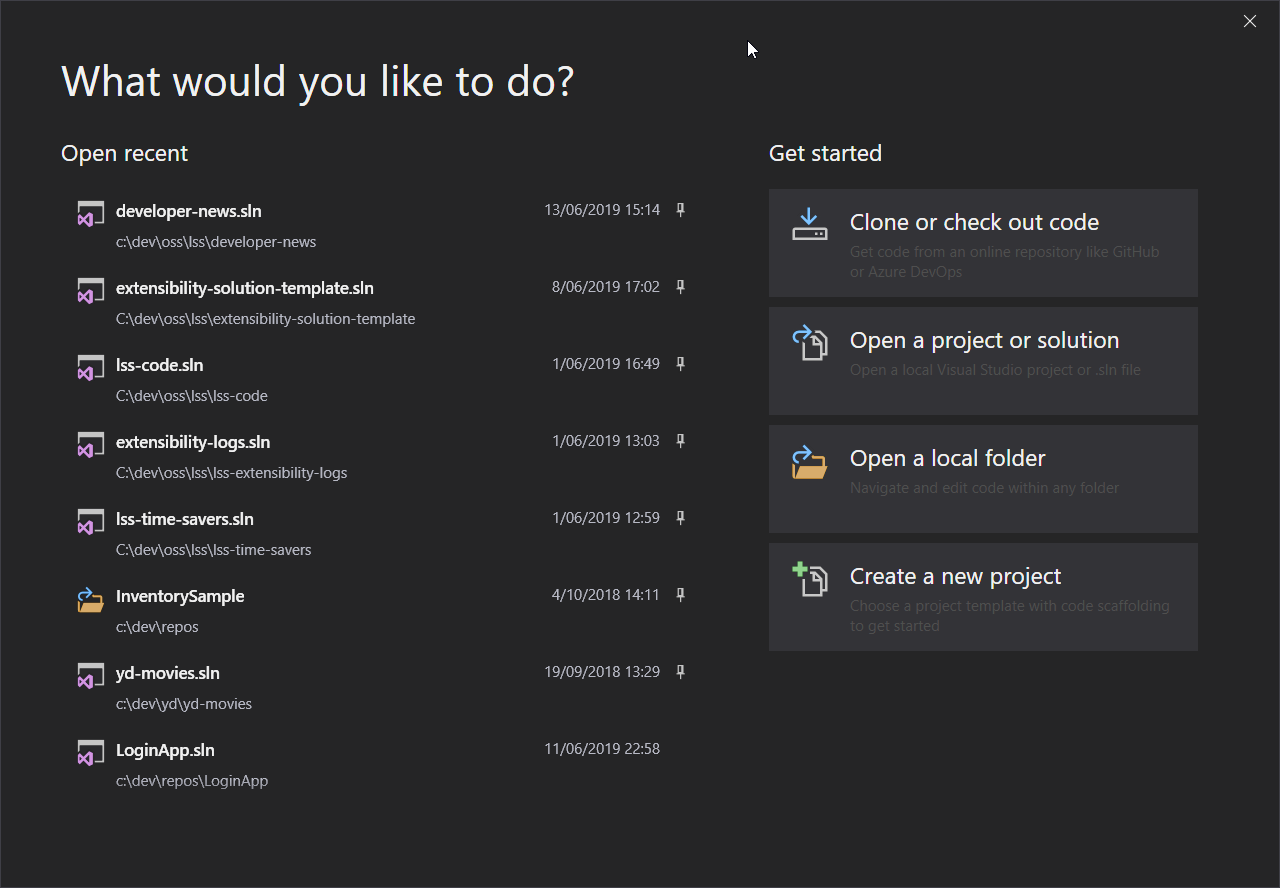 What would you like to do?
Open recent
developer-news.sln 13/06/2019 15:14
c:\dev\oss\lss\developer-news
extensibility-solution-template.sln 8/06/2019 17:02
C:\dev\oss\lss\extensibility-solution-template
lss-code.sln 1/06/2019 16:49
C:\dev\oss\lss\lss-code
extensibility-logs.sln 1/06/2019 13:03
C:\dev\oss\lss\lss-extensibility-logs
lss-time-savers.sln 1/06/2019 12:59
C:\dev\oss\lss\lss-time-savers
InventorySample 4/10/2018 14:11
c:\dev\repos
yd-movies.sln 19/09/2018 13:29
c:\dev\yd\yd-movies
LoginApp.sln 11/06/2019 22:58
c:\dev\repos\LoginApp
Get started
Clone or check out code
Get code from an online repository like GitHub
or Azure DevOps
Open a project or solution
Open a local Visual Studio project or .sln file
Open a local folder
Navigate and edit code within any folder
Create a new project
Choose a project template with code scaffolding
to get started